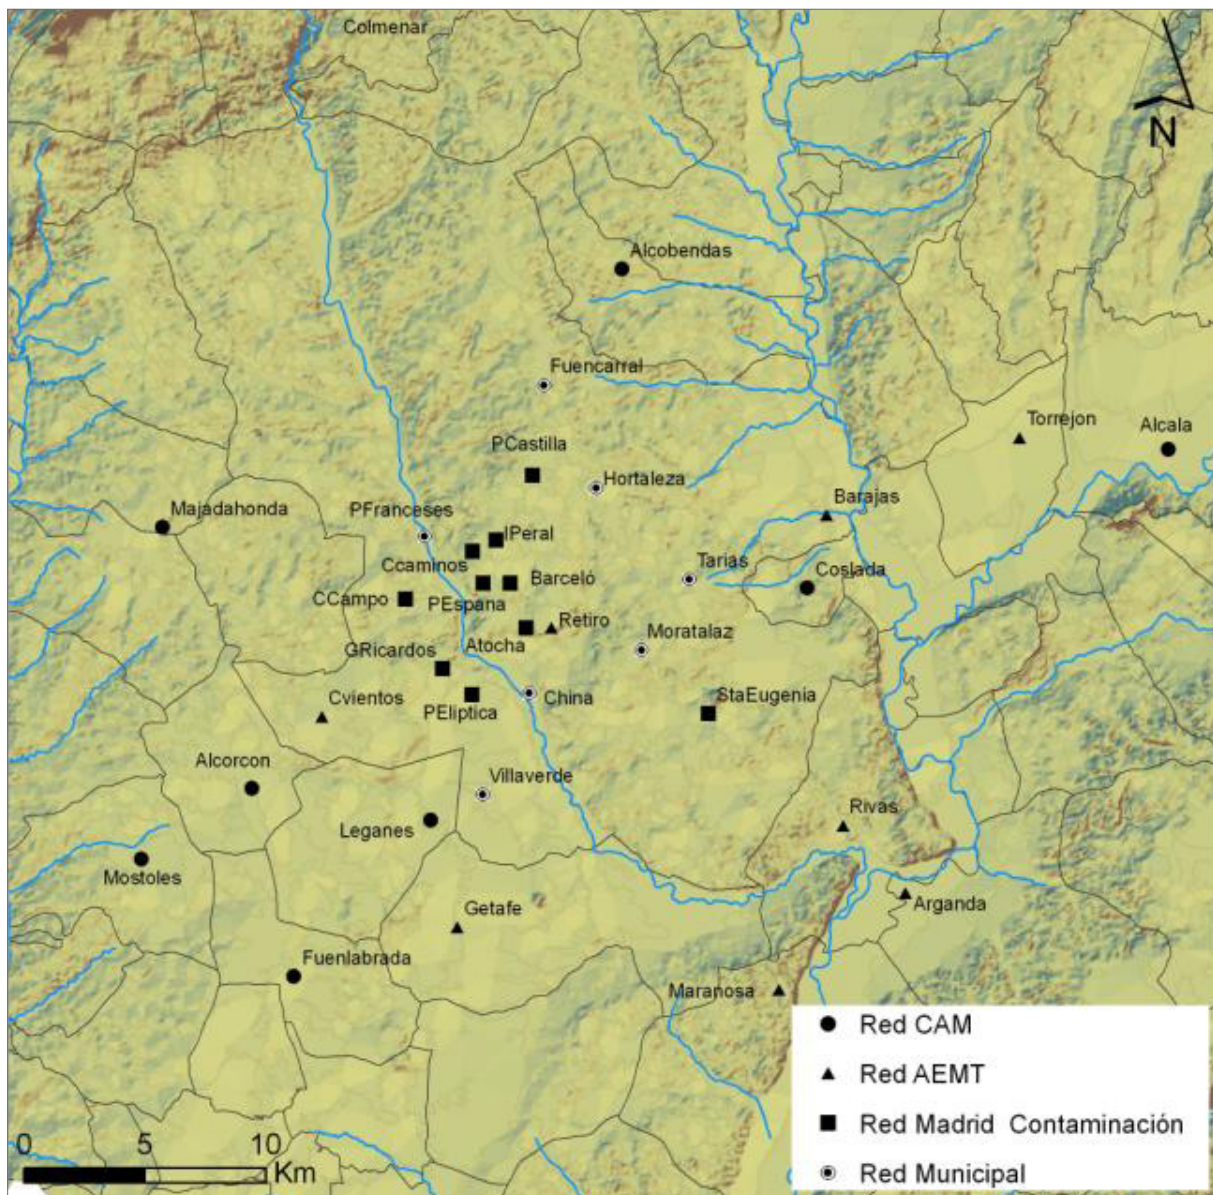 Colmenar
N
Alcobendas
Fuencarral
Torrejon
Alcala
PCastilla
Hortaleza
Barajas
Majadahonda
PFranceses
IPeral
Ccaminos
Tarias
Coslada
Barceló
CCampo
PEspana
Retiro
Moratalaz
Atocha
GRicardos
Cvientos
PEliptica
China
StaEugenia
Alcorcon
Villaverde
Rivas
Leganes
Mostoles
Arganda
Getafe
Fuenlabrada
Maranosa
Red CAM
Red AEMT
Red Madrid Contaminación
Red Municipal
0 5 10
Km